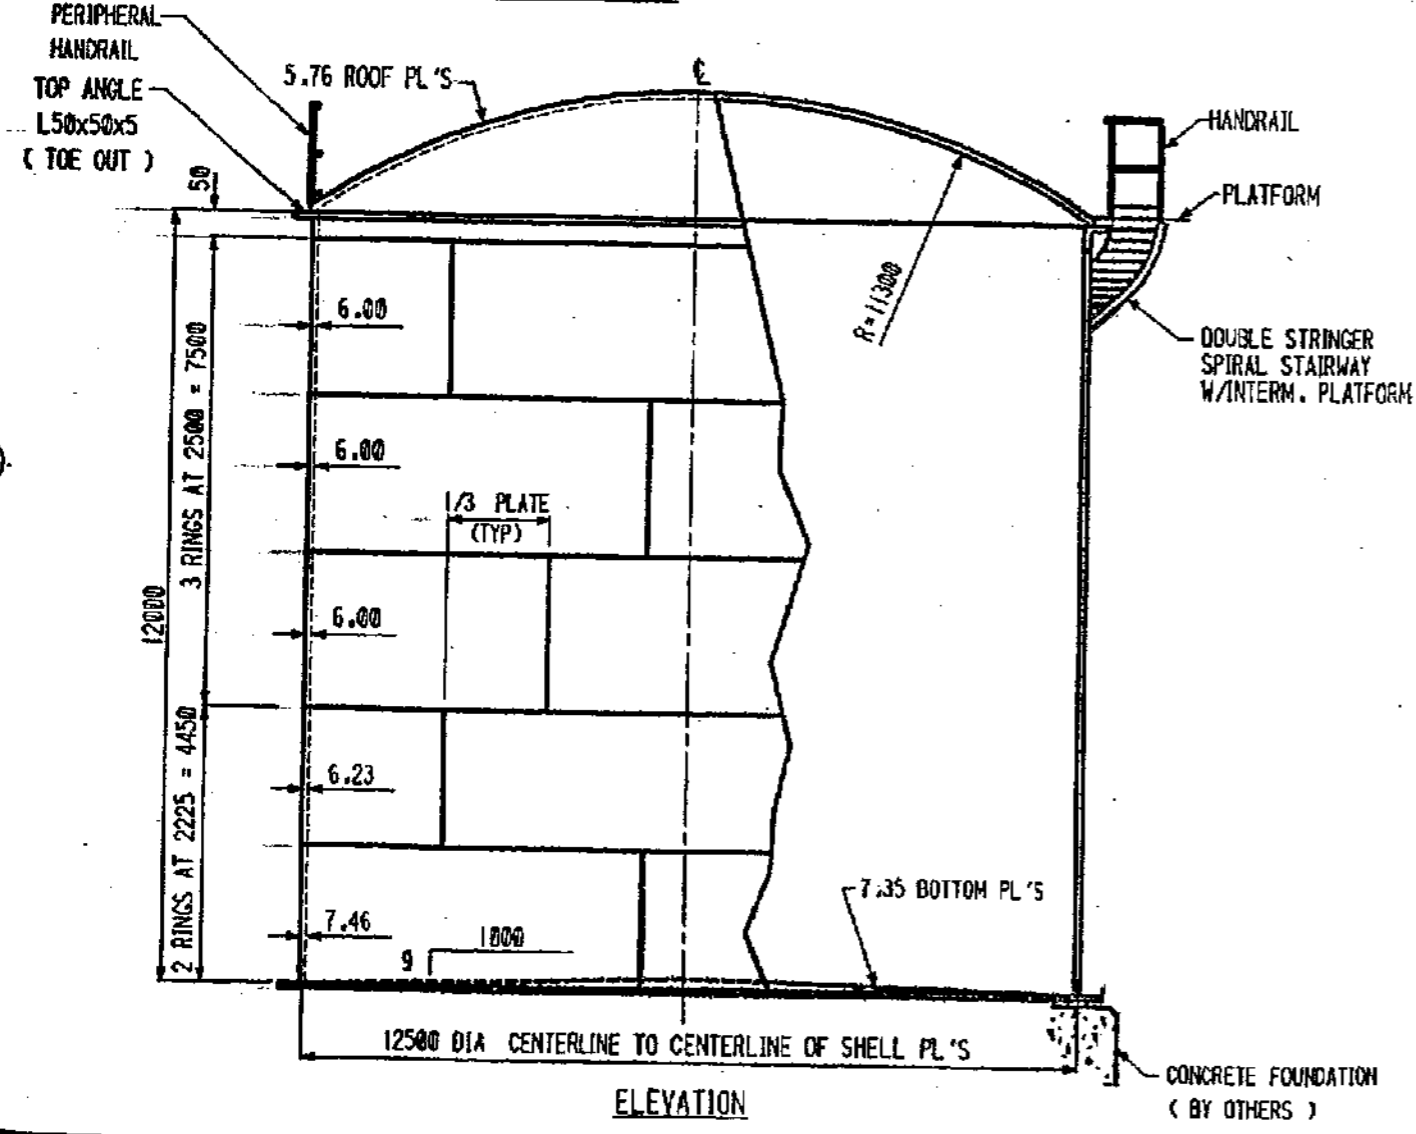 PERIPHERAL
HANDRAIL
TOP ANGLE
L50x50x5
( TOE OUT )
5.76 ROOF PL'S
℄
HANDRAIL
PLATFORM
50
R=11300
DOUBLE STRINGER
SPIRAL STAIRWAY
W/INTERM. PLATFORM
6.00
3 RINGS AT 2500 = 7500
6.00
1/3 PLATE
(TYP)
12000
6.00
2 RINGS AT 2225 = 4450
6.23
7.35 BOTTOM PL'S
7.46
9
1000
12500 DIA CENTERLINE TO CENTERLINE OF SHELL PL'S
CONCRETE FOUNDATION
( BY OTHERS )
ELEVATION